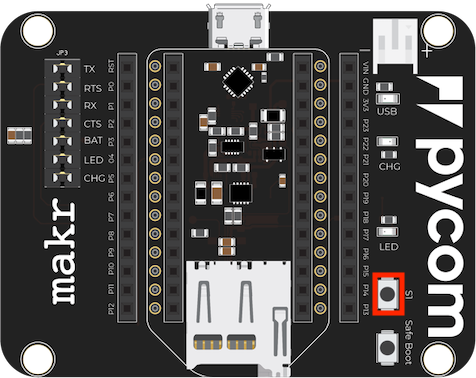 JP3
TX
RTS
RX
CTS
BAT
LED
CHG
RST
P0
P1
P2
P3
04
P5
P6
P7
P8
P9
P10
P11
P12
makr
VIN
GND
3V3
P23
P22
P21
P20
P19
P18
P17
P16
P15
P14
P13
+
USB
CHG
LED
S1
Safe Boot
pycom